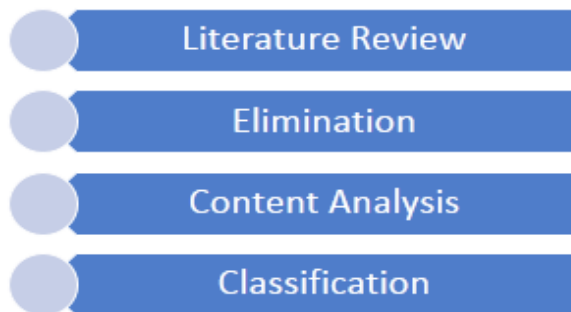 Literature Review
Elimination
Content Analysis
Classification